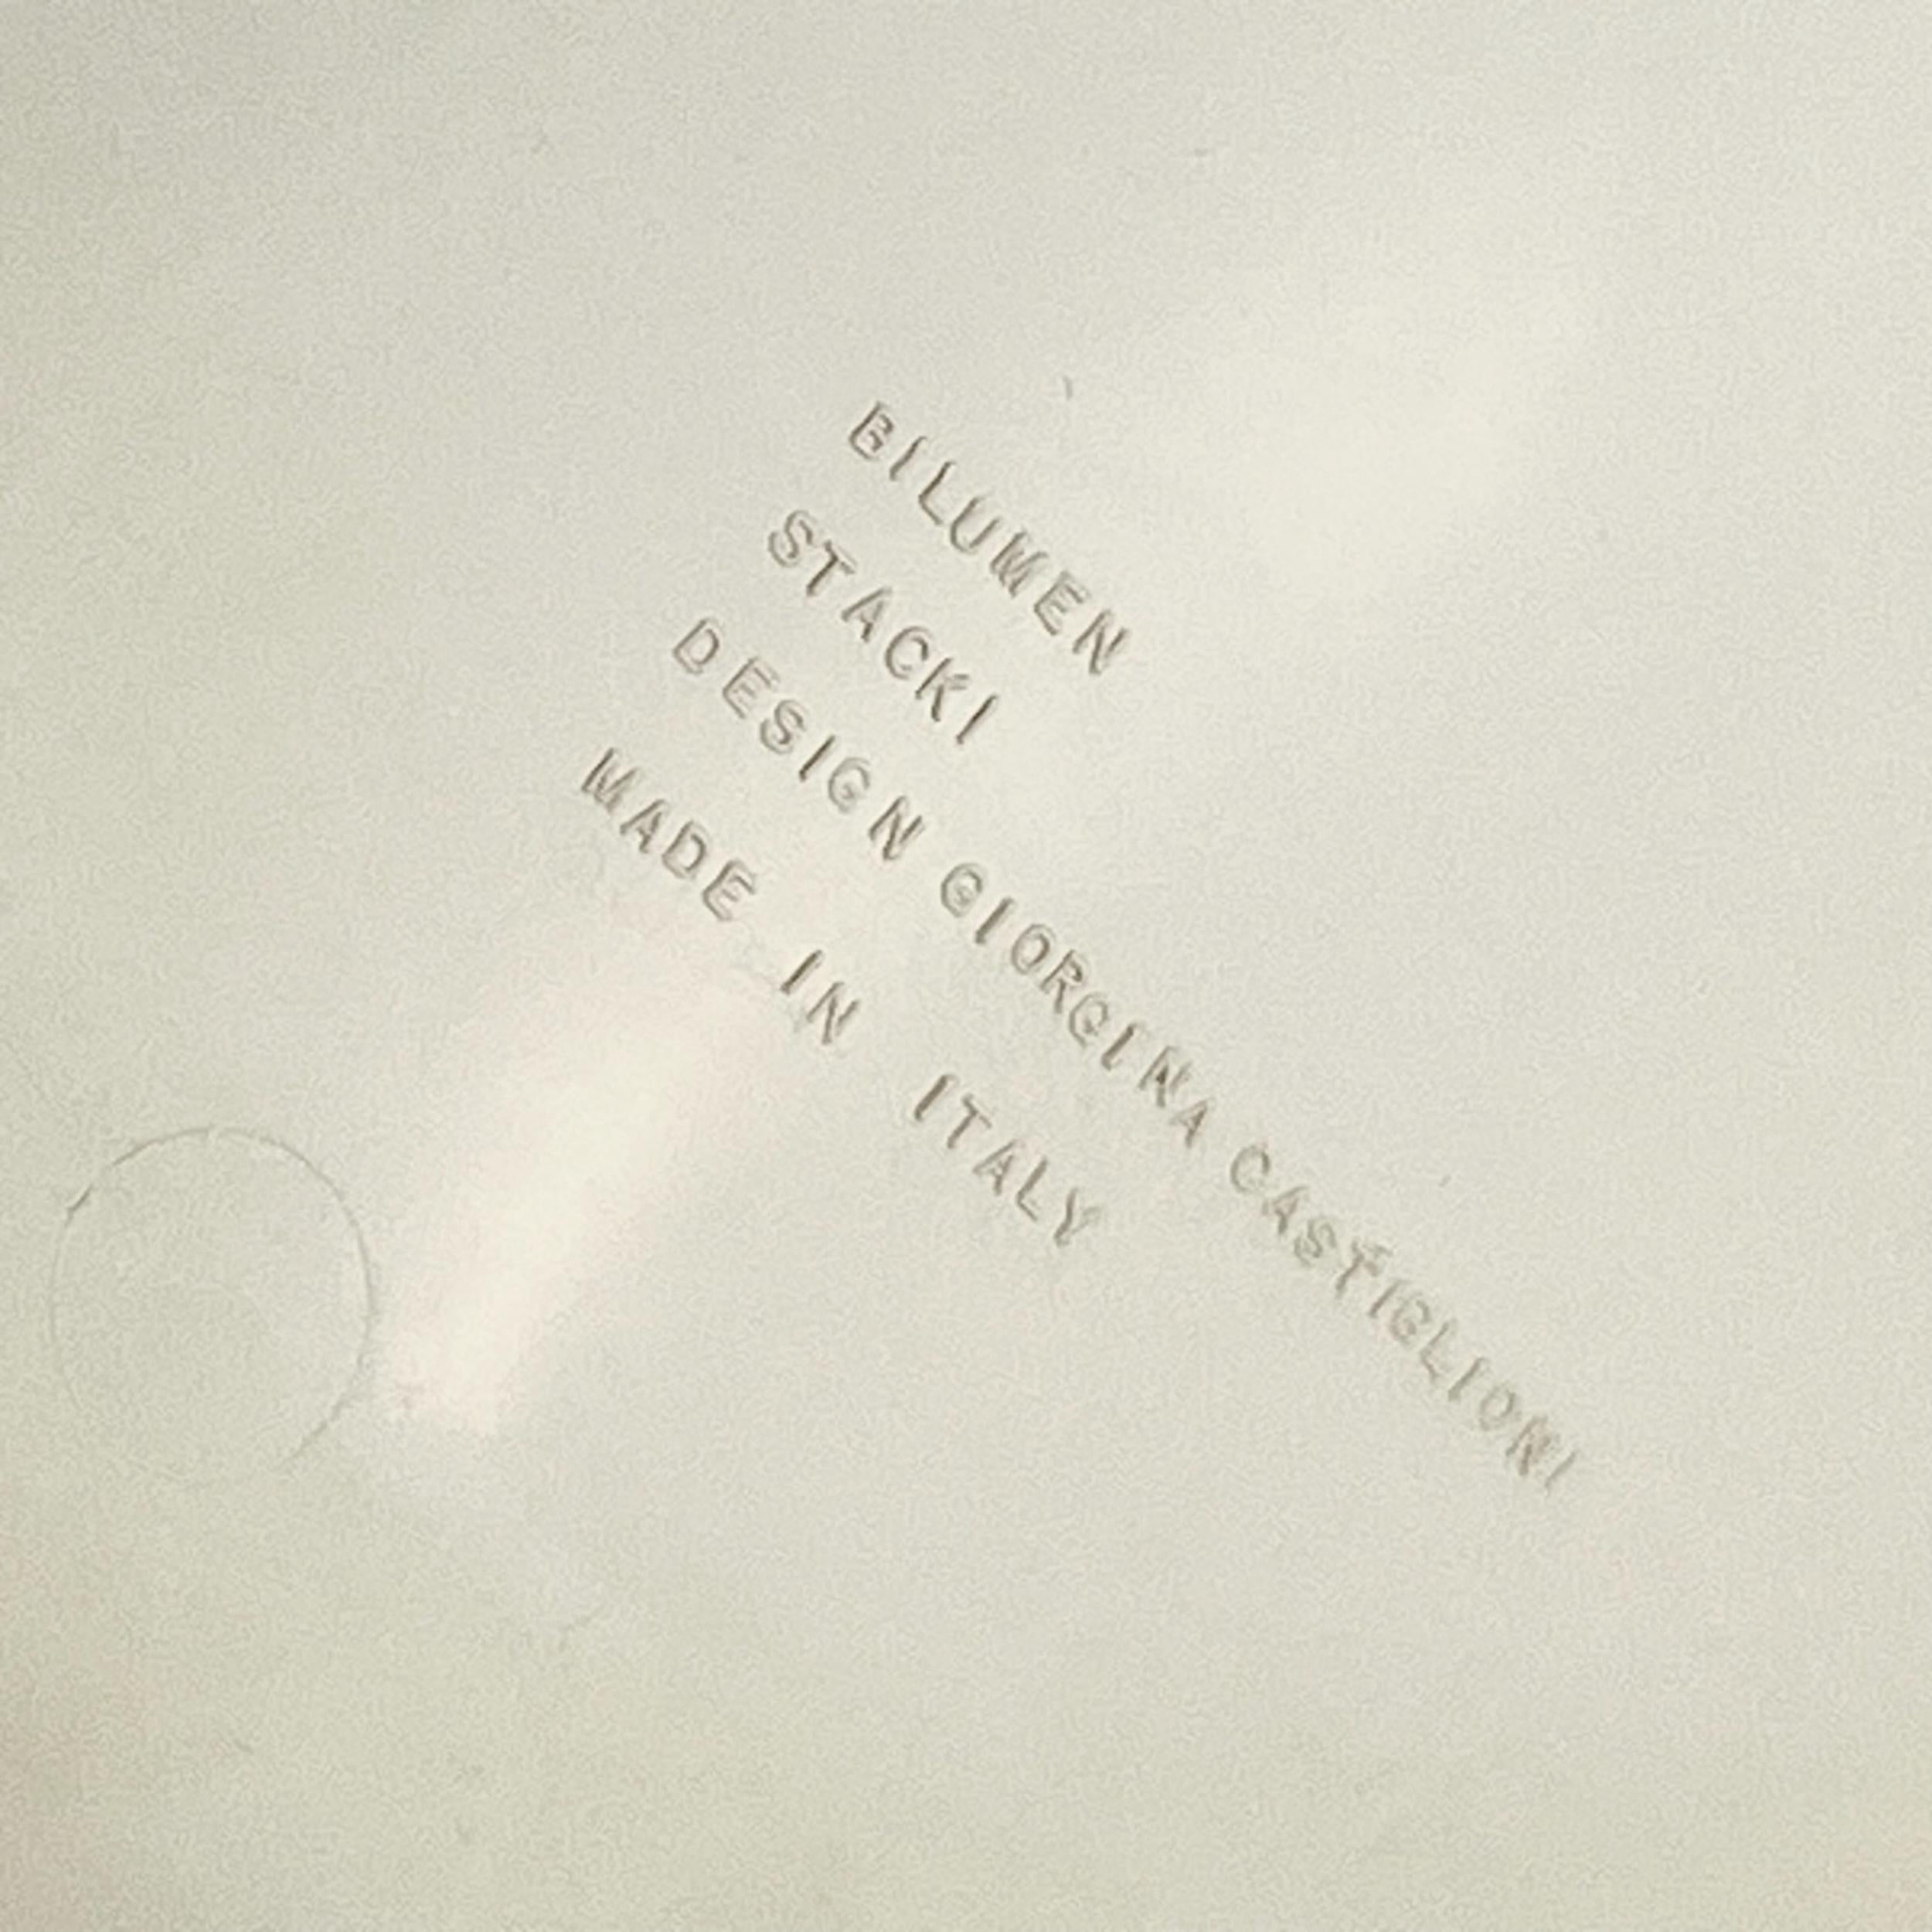 BILUMEN
STACKI
DESIGN GIORGINA CASTIGLIONI
MADE IN ITALY